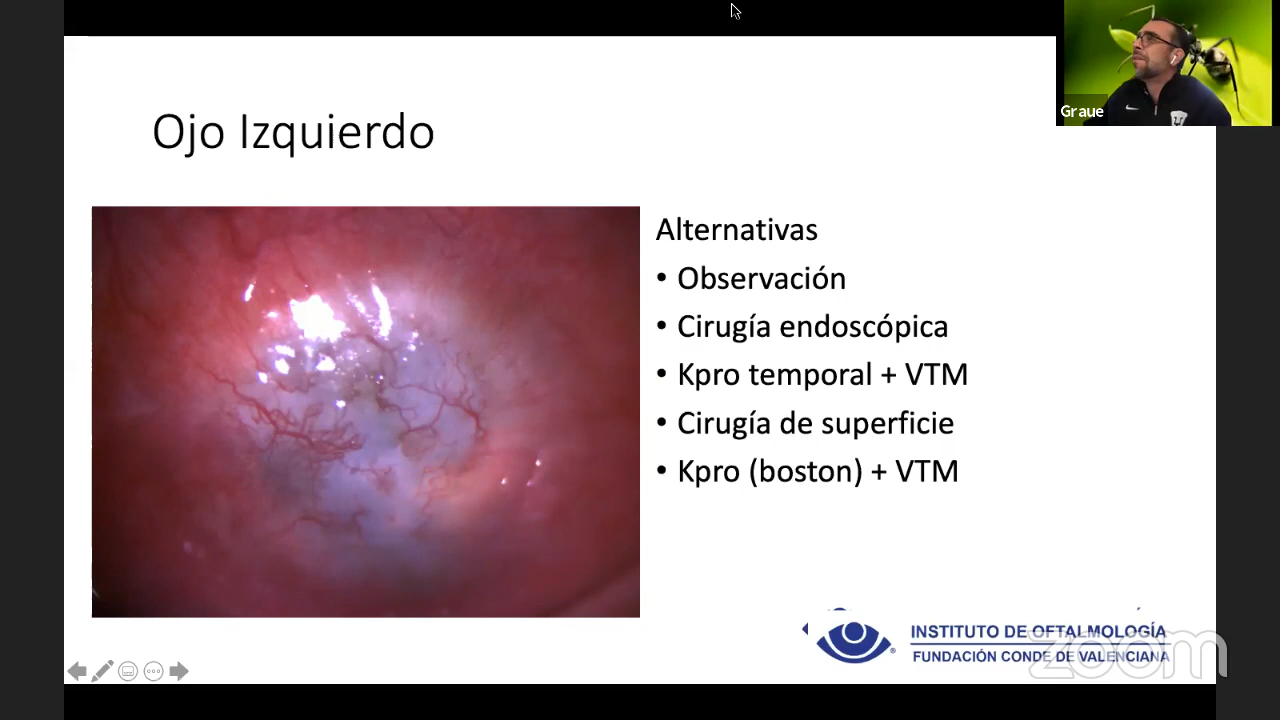 Graue
Ojo Izquierdo
Alternativas
• Observación
• Cirugía endoscópica
• Kpro temporal + VTM
• Cirugía de superficie
• Kpro (boston) + VTM
INSTITUTO DE OFTALMOLOGÍA
FUNDACIÓN CONDE DE VALENCIANA
zoom